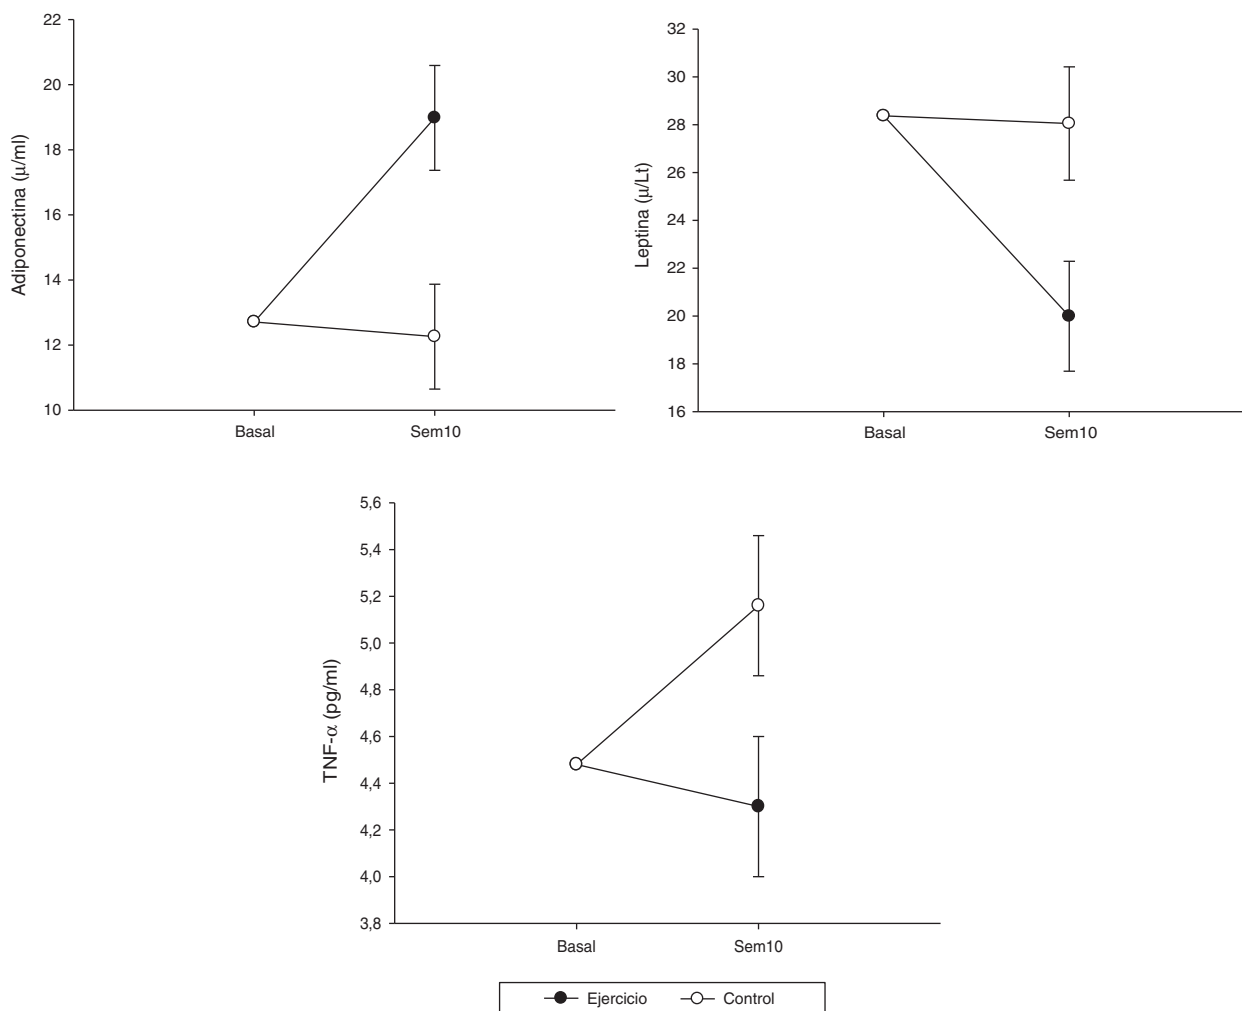 22
20
18
16
14
12
10
Adiponectina (μ/ml)
Basal
Sem10
32
30
28
26
24
22
20
18
16
Leptina (μ/Lt)
Basal
Sem10
5,6
5,4
5,2
5,0
4,8
4,6
4,4
4,2
4,0
3,8
TNF-α (pg/ml)
Basal
Sem10
Ejercicio
Control